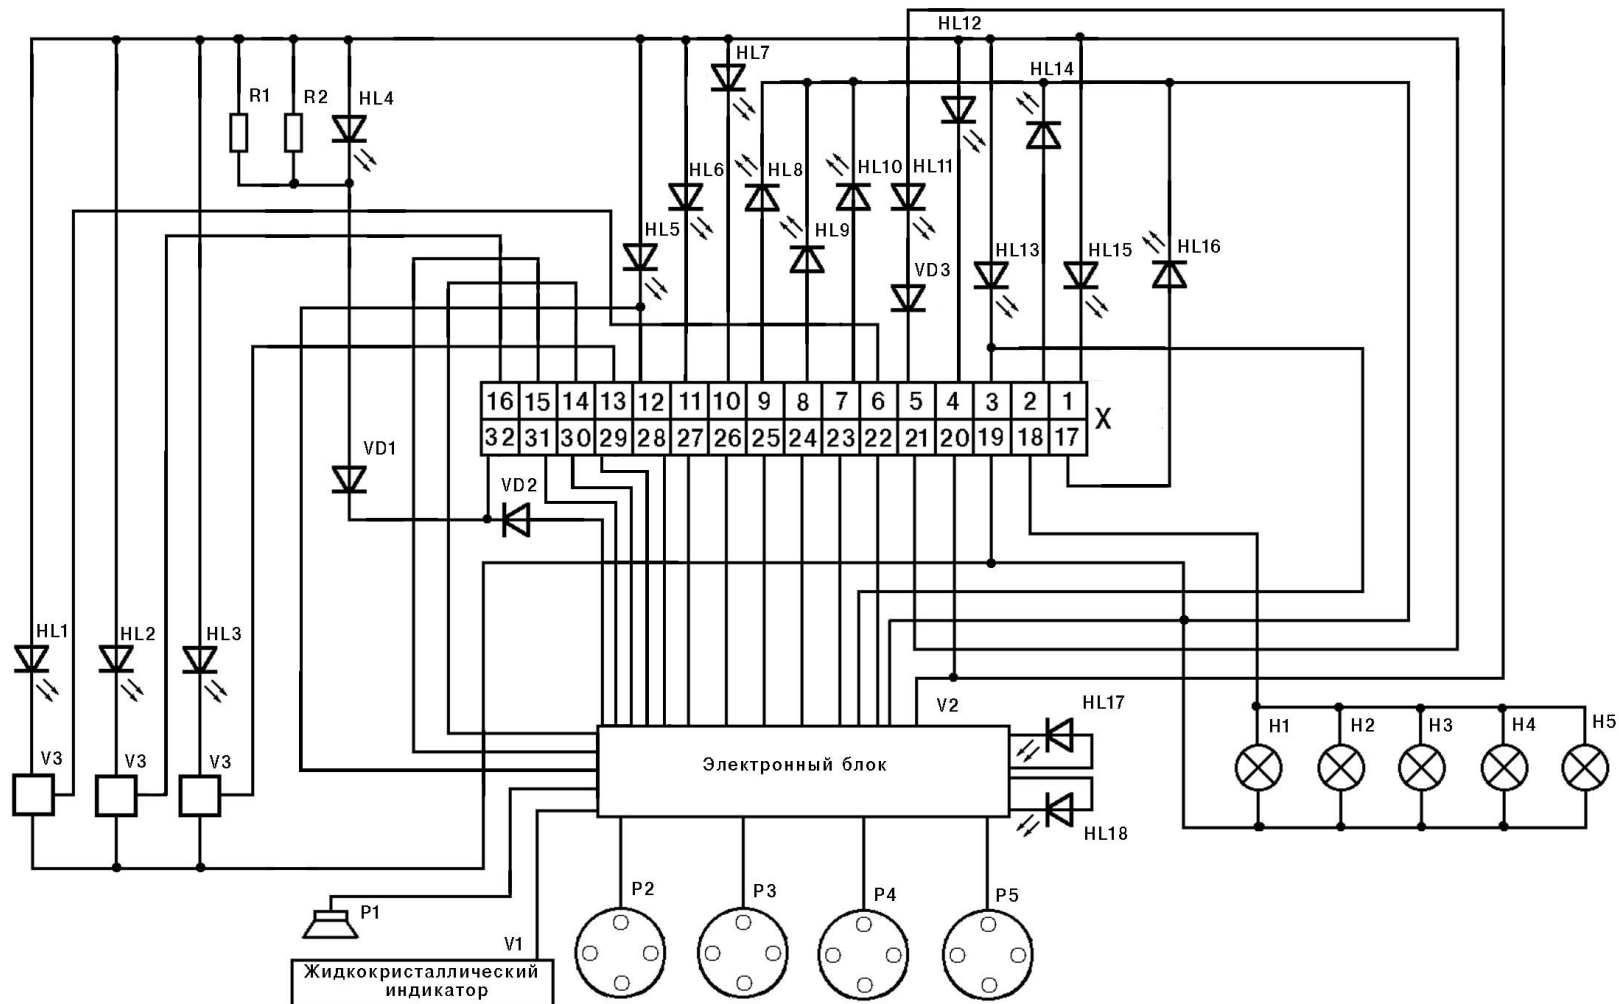 HL12
HL7
HL14
R1
R2
HL4
HL6
HL8
HL10
HL11
HL5
HL9
HL13
HL15
HL16
VD3
16 15 14 13 12 11 10 9 8 7 6 5 4 3 2 1
X
32 31 30 29 28 27 26 25 24 23 22 21 20 19 18 17
VD1
VD2
HL1
HL2
HL3
V2
HL17
H1
H2
H3
H4
H5
V3
V3
V3
Электронный блок
HL18
P1
P2
P3
P4
P5
V1
Жидкокристаллический
индикатор